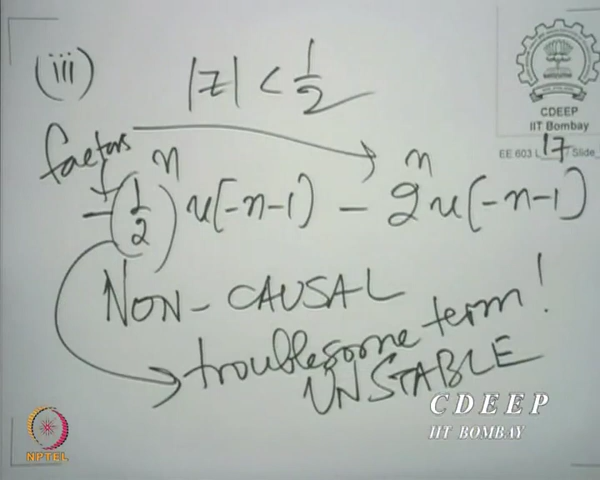 (iii) |z| < 1/2
CDEEP
IIT Bombay
EE 603 L 17 / Slide
factors
-(1/2)^n u(-n-1) - 2^n u(-n-1)
NON-CAUSAL
troublesome term!
UNSTABLE
CDEEP
IIT BOMBAY
NPTEL